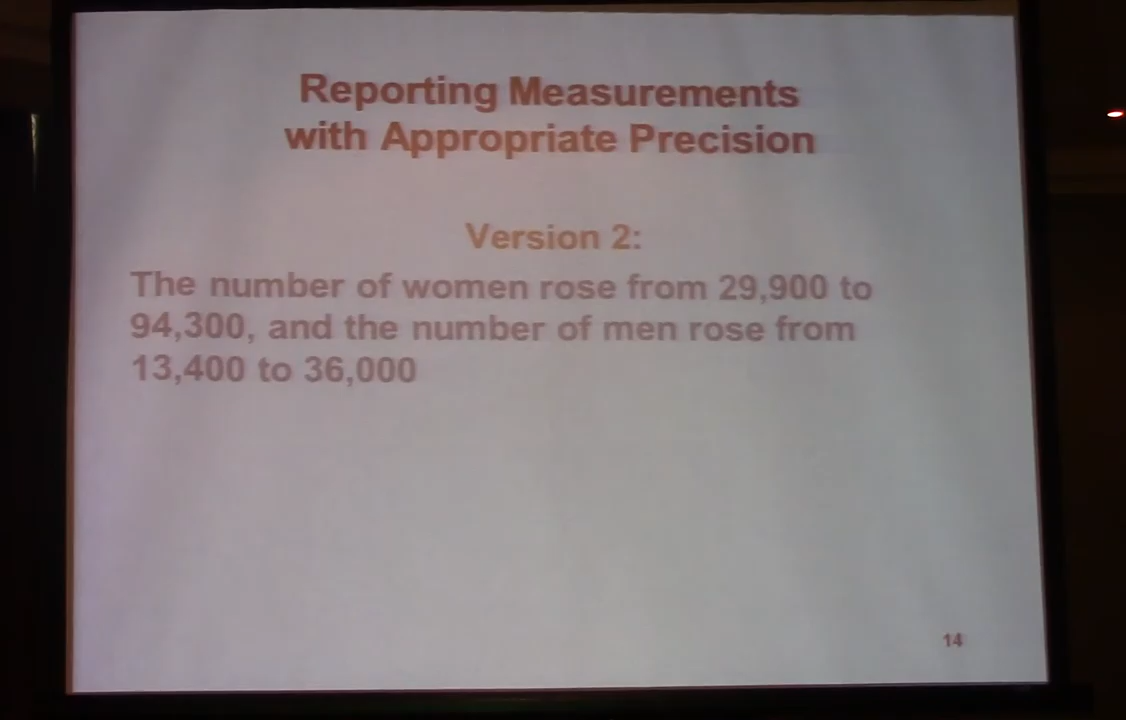 Reporting Measurements
with Appropriate Precision
Version 2:
The number of women rose from 29,900 to
94,300, and the number of men rose from
13,400 to 36,000
14